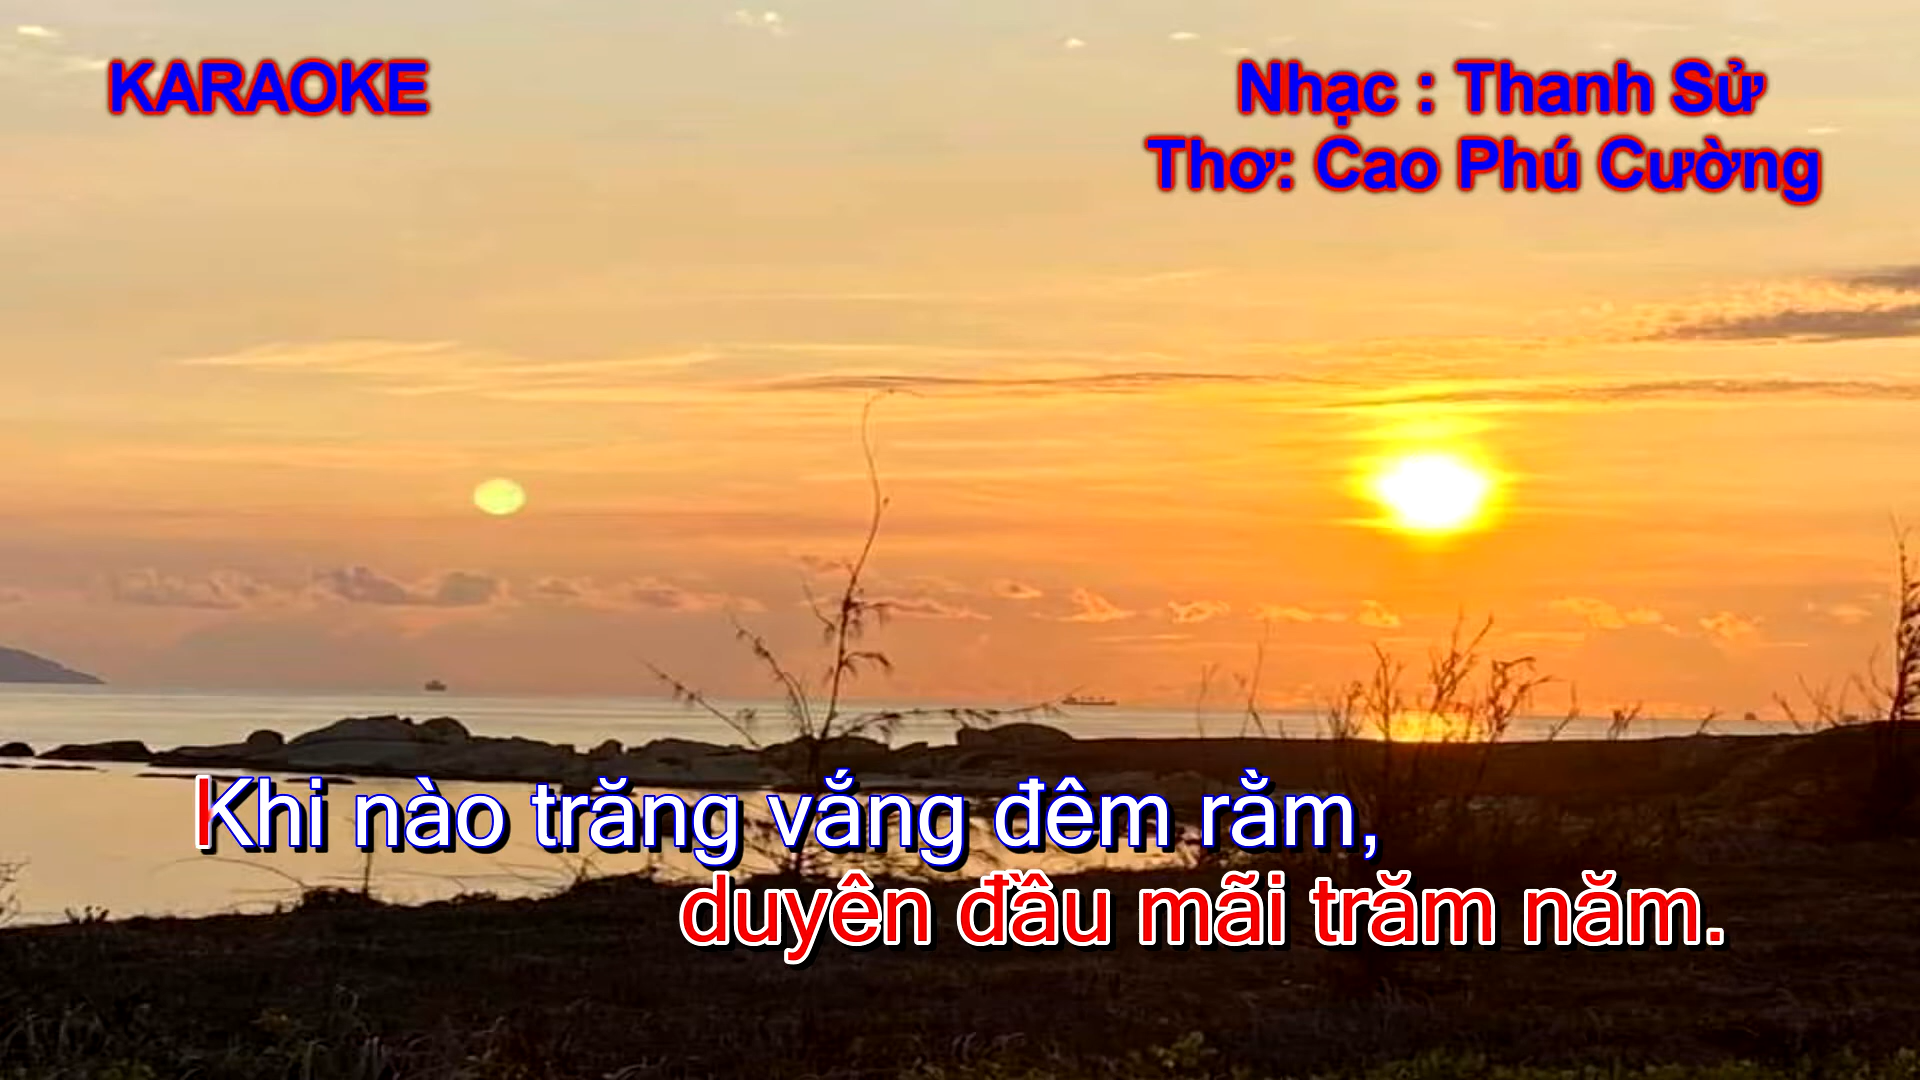 KARAOKE
Nhạc : Thanh Sử
Thơ: Cao Phú Cường
Khi nào trăng vắng đêm rằm,
duyên đầu mãi trăm năm.